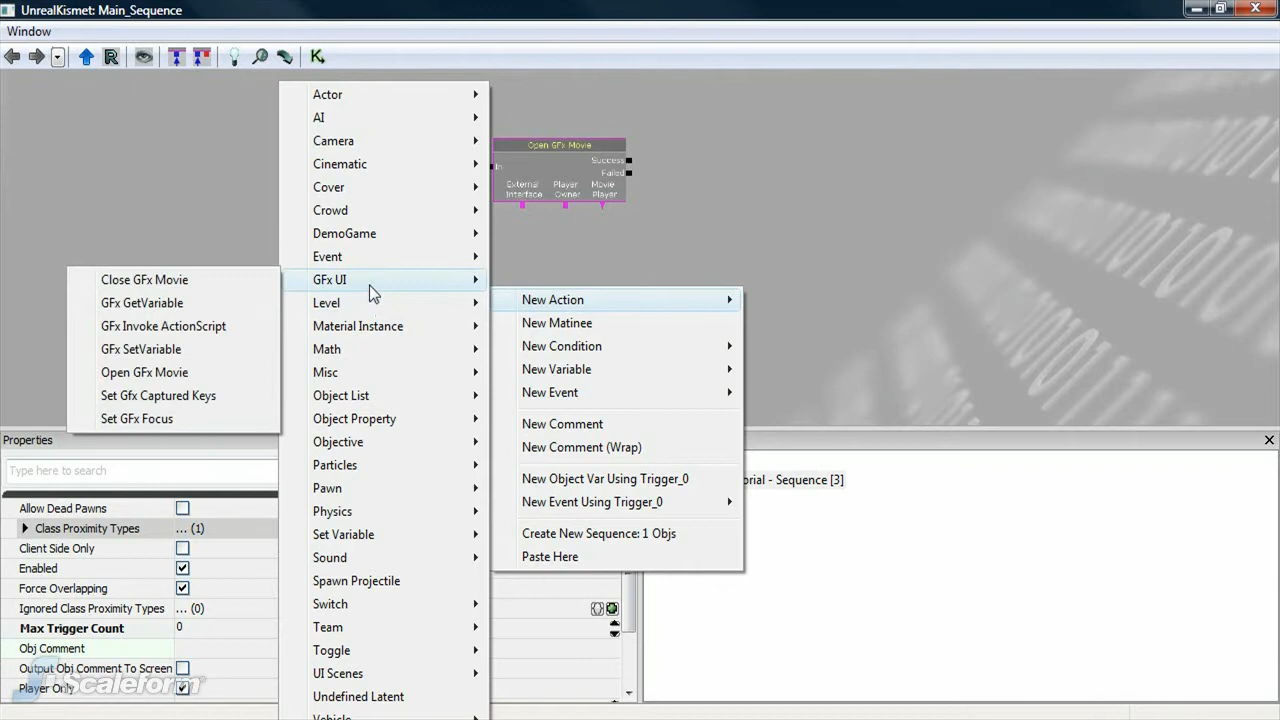 UnrealKismet: Main_Sequence
Window
Actor
AI
Camera
Cinematic
Cover
Crowd
DemoGame
Event
GFx UI
Level
Material Instance
Math
Misc
Object List
Object Property
Objective
Particles
Pawn
Physics
Set Variable
Sound
Spawn Projectile
Switch
Team
Toggle
UI Scenes
Undefined Latent
Vehicle
Close GFx Movie
GFx GetVariable
GFx Invoke ActionScript
GFx SetVariable
Open GFx Movie
Set Gfx Captured Keys
Set GFx Focus
Open GFx Movie
In
Success
Failed
External Interface
Player Owner
Movie Player
New Action
New Matinee
New Condition
New Variable
New Event
New Comment
New Comment (Wrap)
New Object Var Using Trigger_0
New Event Using Trigger_0
Create New Sequence: 1 Objs
Paste Here
Properties
Type here to search
Allow Dead Pawns
Class Proximity Types ... (1)
Client Side Only
Enabled
Force Overlapping
Ignored Class Proximity Types ... (0)
Max Trigger Count 0
Obj Comment
Output Obj Comment To Screen
Player Only
orial - Sequence [3]
Scaleform